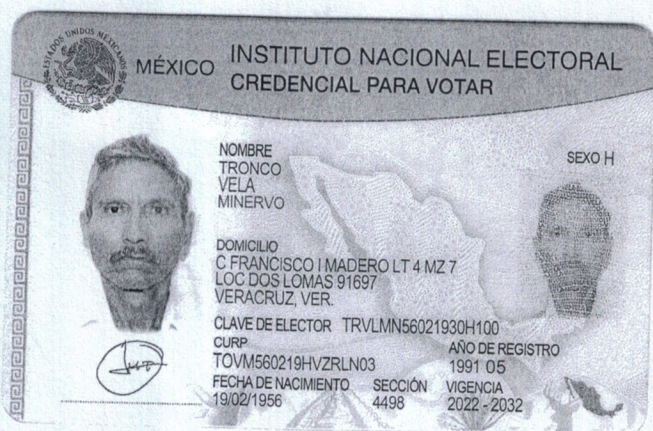 ESTADOS UNIDOS MEXICANOS
MÉXICO
INSTITUTO NACIONAL ELECTORAL
CREDENCIAL PARA VOTAR
NOMBRE
TRONCO
VELA
MINERVO
SEXO H
DOMICILIO
C FRANCISCO I MADERO LT 4 MZ 7
LOC DOS LOMAS 91697
VERACRUZ, VER.
CLAVE DE ELECTOR TRVLMN56021930H100
CURP
TOVM560219HVZRLN03
AÑO DE REGISTRO
1991 05
FECHA DE NACIMIENTO
19/02/1956
SECCIÓN
4498
VIGENCIA
2022 - 2032